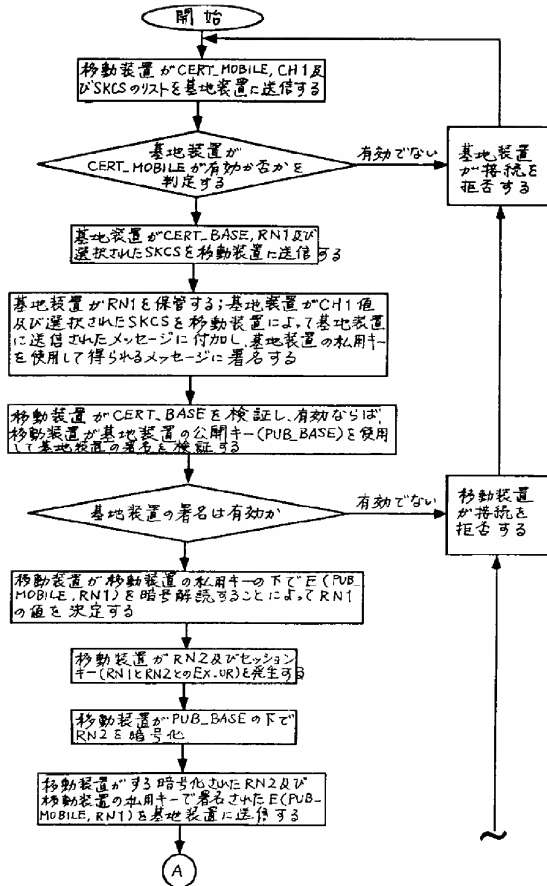 開始
移動装置がCERT_MOBILE, CH1及
びSKCSのリストを基地装置に送信する
基地装置が
CERT_MOBILEが有効か否かを
判定する
有効でない
基地装置
が接続を
拒否する
基地装置がCERT_BASE, RN1及び
選択されたSKCSを移動装置に送信する
基地装置がRN1を保管する;基地装置がCH1値
及び選択されたSKCSを移動装置によって基地装置
に送信されたメッセージに付加し、基地装置の私用キー
を使用して得られるメッセージに署名する
移動装置がCERT_BASEを検証し、有効ならば、
移動装置が基地装置の公開キー(PUB_BASE)を使用
して基地装置の署名を検証する
基地装置の署名は有効か
有効でない
移動装置
が接続を
拒否する
移動装置が移動装置の私用キーの下でE(PUB_
MOBILE, RN1)を暗号解読することによってRN1
の値を決定する
移動装置がRN2及びセッション
キー(RN1とRN2とのEX-OR)を発生する
移動装置がPUB_BASEの下で
RN2を暗号化
移動装置がする暗号化されたRN2及び
移動装置の私用キーで署名されたE(PUB_
MOBILE, RN1)を基地装置に送信する
A